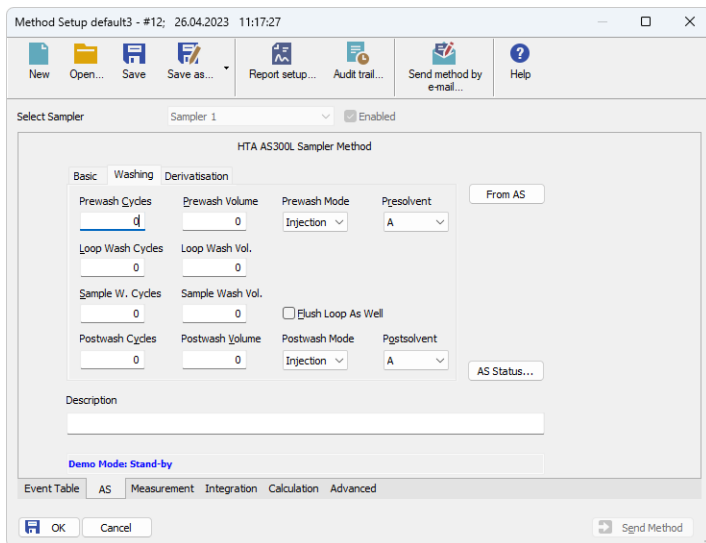 Method Setup default3 - #12; 26.04.2023 11:17:27
New Open... Save Save as... Report setup... Audit trail... Send method by e-mail... Help
Select Sampler Sampler 1 Enabled
HTA AS300L Sampler Method
Basic Washing Derivatisation
From AS
Prewash Cycles Prewash Volume Prewash Mode Presolvent
0 0 Injection A
Loop Wash Cycles Loop Wash Vol.
0 0
Sample W. Cycles Sample Wash Vol.
0 0 Flush Loop As Well
Postwash Cycles Postwash Volume Postwash Mode Postsolvent
0 0 Injection A
AS Status...
Description
Demo Mode: Stand-by
Event Table AS Measurement Integration Calculation Advanced
OK Cancel Send Method